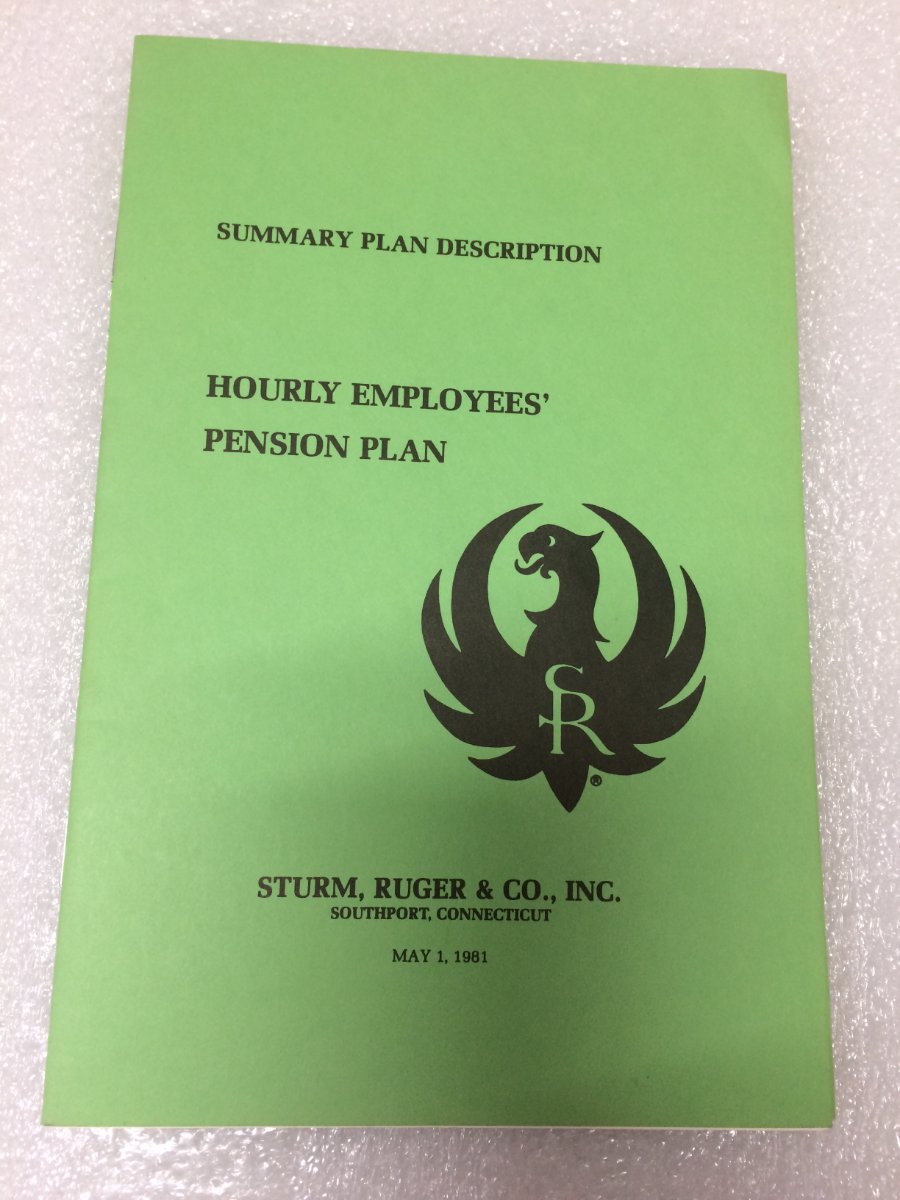 SUMMARY PLAN DESCRIPTION
HOURLY EMPLOYEES'
PENSION PLAN
SR
®
STURM, RUGER & CO., INC.
SOUTHPORT, CONNECTICUT
MAY 1, 1981